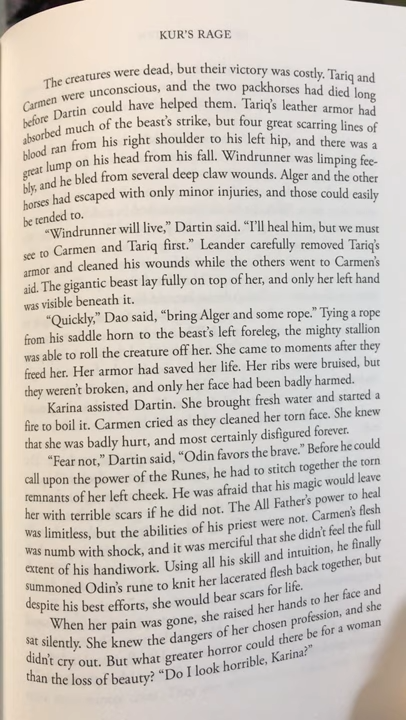 KUR'S RAGE
The creatures were dead, but their victory was costly. Tariq and
Carmen were unconscious, and the two packhorses had died long
before Dartin could have helped them. Tariq's leather armor had
absorbed much of the beast's strike, but four great scarring lines of
blood ran from his right shoulder to his left hip, and there was a
great lump on his head from his fall. Windrunner was limping fee-
bly, and he bled from several deep claw wounds. Alger and the other
horses had escaped with only minor injuries, and those could easily
be tended to.
"Windrunner will live," Dartin said. "I'll heal him, but we must
see to Carmen and Tariq first." Leander carefully removed Tariq's
armor and cleaned his wounds while the others went to Carmen's
aid. The gigantic beast lay fully on top of her, and only her left hand
was visible beneath it.
"Quickly," Dao said, "bring Alger and some rope." Tying a rope
from his saddle horn to the beast's left foreleg, the mighty stallion
was able to roll the creature off her. She came to moments after they
freed her. Her armor had saved her life. Her ribs were bruised, but
they weren't broken, and only her face had been badly harmed.
Karina assisted Dartin. She brought fresh water and started a
fire to boil it. Carmen cried as they cleaned her torn face. She knew
that she was badly hurt, and most certainly disfigured forever.
"Fear not," Dartin said, "Odin favors the brave." Before he could
call upon the power of the Runes, he had to stitch together the torn
remnants of her left cheek. He was afraid that his magic would leave
her with terrible scars if he did not. The All Father's power to heal
was limitless, but the abilities of his priest were not. Carmen's flesh
was numb with shock, and it was merciful that she didn't feel the full
extent of his handiwork. Using all his skill and intuition, he finally
summoned Odin's rune to knit her lacerated flesh back together, but
despite his best efforts, she would bear scars for life.
When her pain was gone, she raised her hands to her face and
sat silently. She knew the dangers of her chosen profession, and she
didn't cry out. But what greater horror could there be for a woman
than the loss of beauty? "Do I look horrible, Karina?"